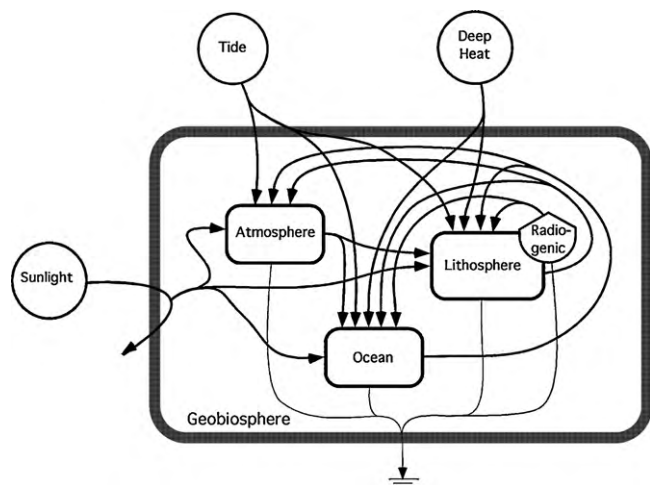 Tide
Deep
Heat
Atmosphere
Radio-
genic
Sunlight
Lithosphere
Ocean
Geobiosphere